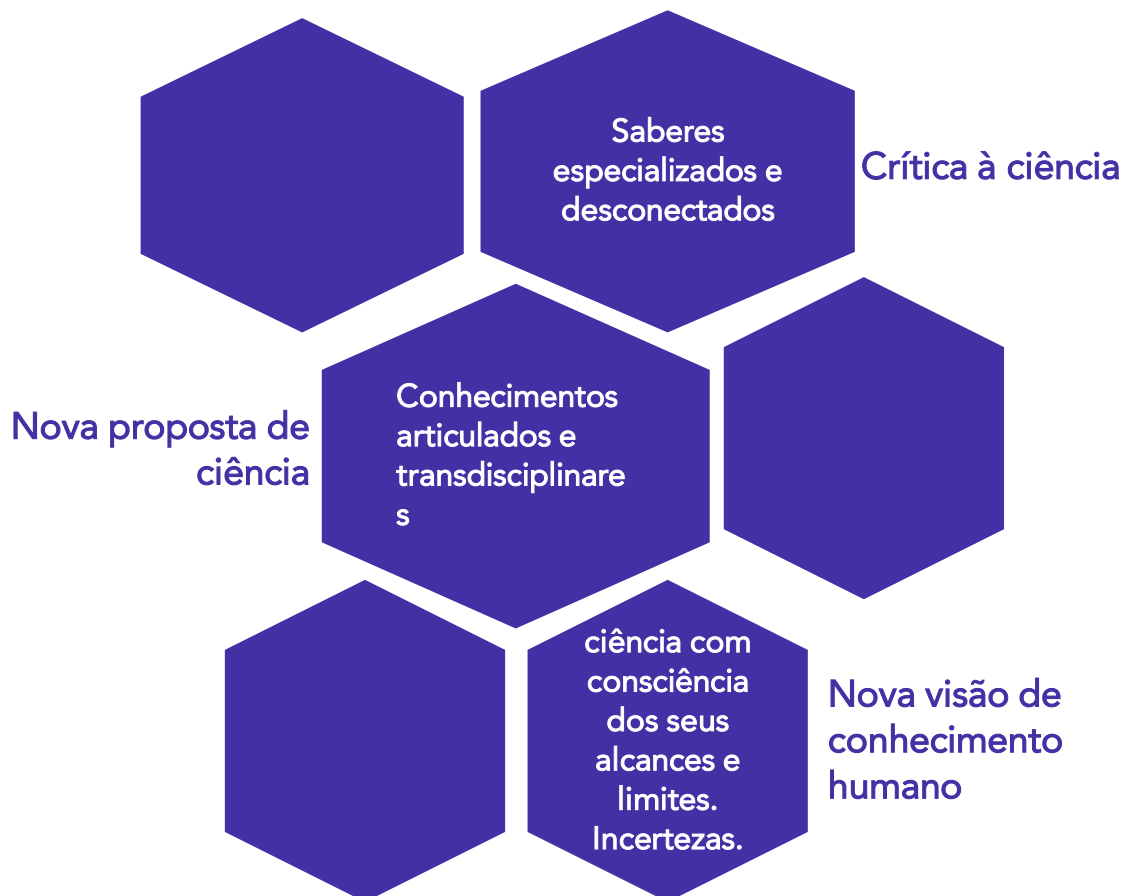 Saberes
especializados e
desconectados
Crítica à ciência
Nova proposta de
ciência
Conhecimentos
articulados e
transdisciplinare
s
ciência com
consciência
dos seus
alcances e
limites.
Incertezas.
Nova visão de
conhecimento
humano